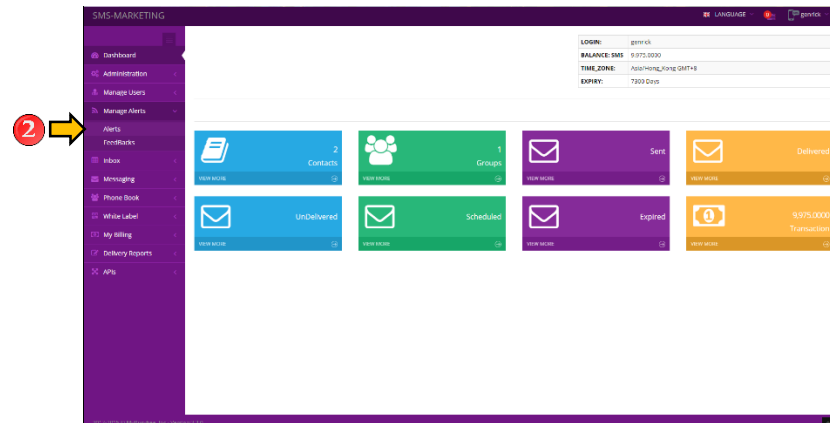 SMS-MARKETING
LANGUAGE
genrick
LOGIN: genrick
BALANCE: SMS 9,975.0000
TIME_ZONE: Asia/Hong_Kong GMT+8
EXPIRY: 7300 Days
Dashboard
Administration
Manage Users
Manage Alerts
2
Alerts
FeedBacks
Inbox
Messaging
Phone Book
White Label
My Billing
Delivery Reports
APIs
2
Contacts
VIEW MORE
1
Groups
VIEW MORE
Sent
VIEW MORE
Delivered
VIEW MORE
UnDelivered
VIEW MORE
Scheduled
VIEW MORE
Expired
VIEW MORE
9,975.0000
Transaction
VIEW MORE